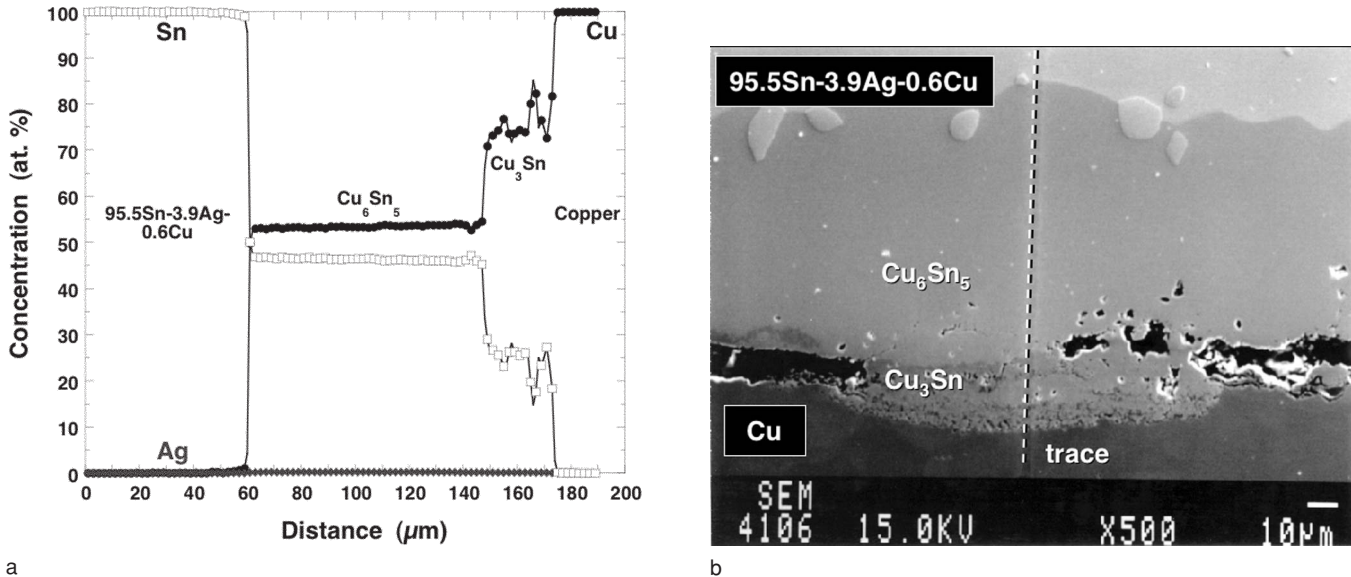 100
90
80
70
60
50
40
30
20
10
0
Concentration (at. %)
Sn
Cu
Cu3Sn
Cu6Sn5
95.5Sn-3.9Ag-
0.6Cu
Copper
Ag
0 20 40 60 80 100 120 140 160 180 200
Distance (µm)
a
95.5Sn-3.9Ag-0.6Cu
Cu6Sn5
Cu3Sn
Cu
trace
SEM
4106 15.0KV X500 10µm
b